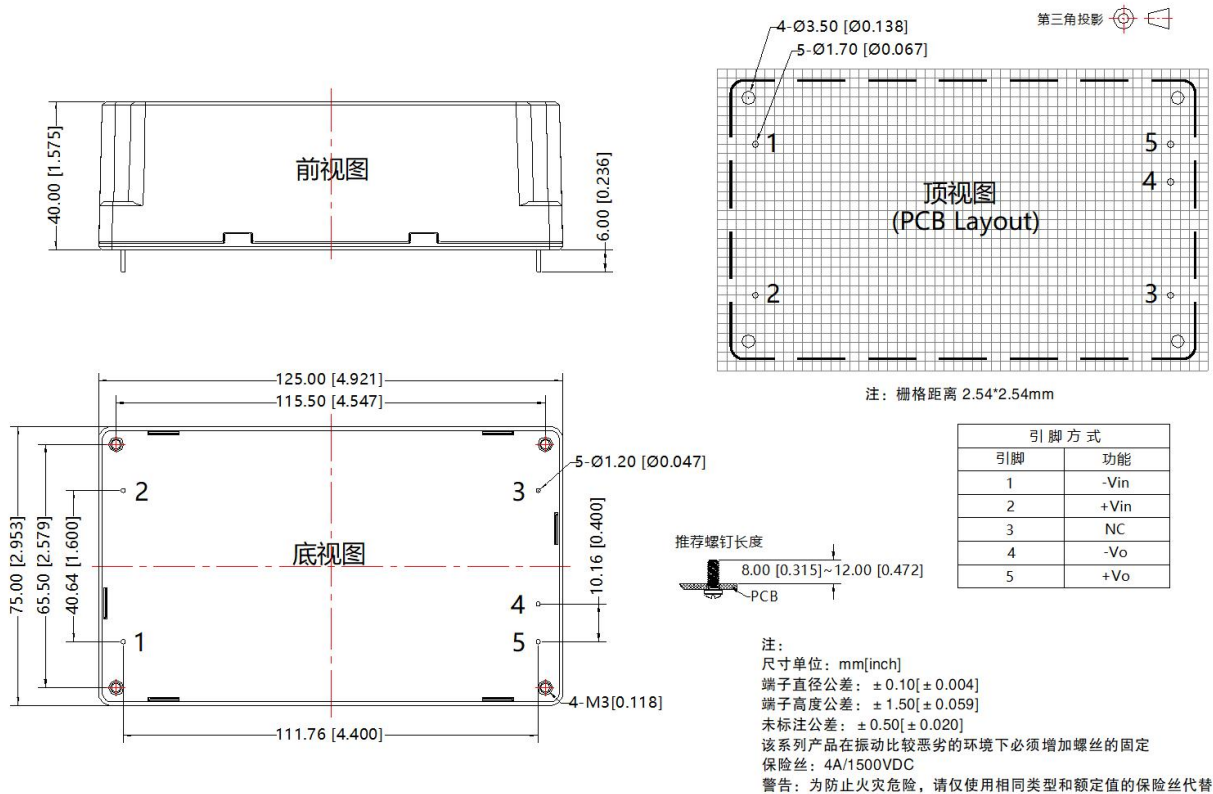 第三角投影
4-Ø3.50 [Ø0.138]
5-Ø1.70 [Ø0.067]
40.00 [1.575]
前视图
6.00 [0.236]
1
5
4
顶视图
(PCB Layout)
2
3
注：栅格距离 2.54*2.54mm
125.00 [4.921]
115.50 [4.547]
5-Ø1.20 [Ø0.047]
2
3
底视图
75.00 [2.953]
65.50 [2.579]
40.64 [1.600]
10.16 [0.400]
4
1
5
4-M3[0.118]
111.76 [4.400]
推荐螺钉长度
8.00 [0.315]~12.00 [0.472]
PCB
引脚方式
引脚 功能
1 -Vin
2 +Vin
3 NC
4 -Vo
5 +Vo
注：
尺寸单位：mm[inch]
端子直径公差：±0.10[±0.004]
端子高度公差：±1.50[±0.059]
未标注公差：±0.50[±0.020]
该系列产品在振动比较恶劣的环境下必须增加螺丝的固定
保险丝：4A/1500VDC
警告：为防止火灾危险，请仅使用相同类型和额定值的保险丝代替